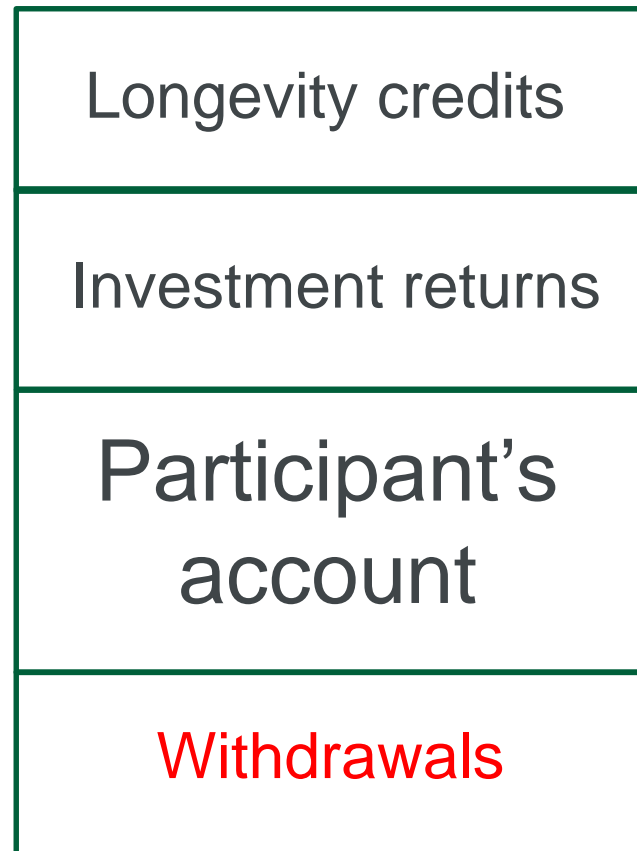 Longevity credits
Investment returns
Participant’s
account
Withdrawals